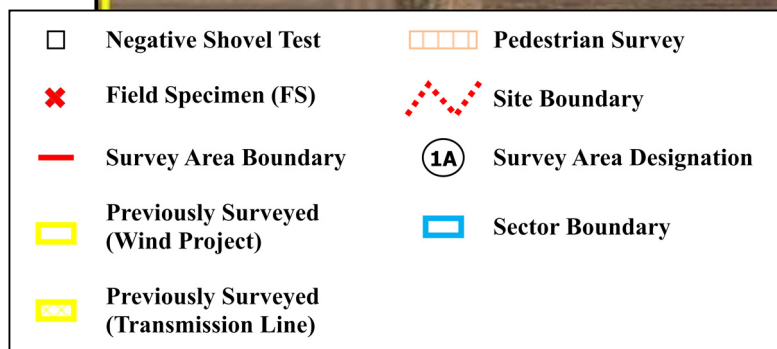 Negative Shovel Test
Field Specimen (FS)
Survey Area Boundary
Previously Surveyed
(Wind Project)
Previously Surveyed
(Transmission Line)
Pedestrian Survey
Site Boundary
1A Survey Area Designation
Sector Boundary